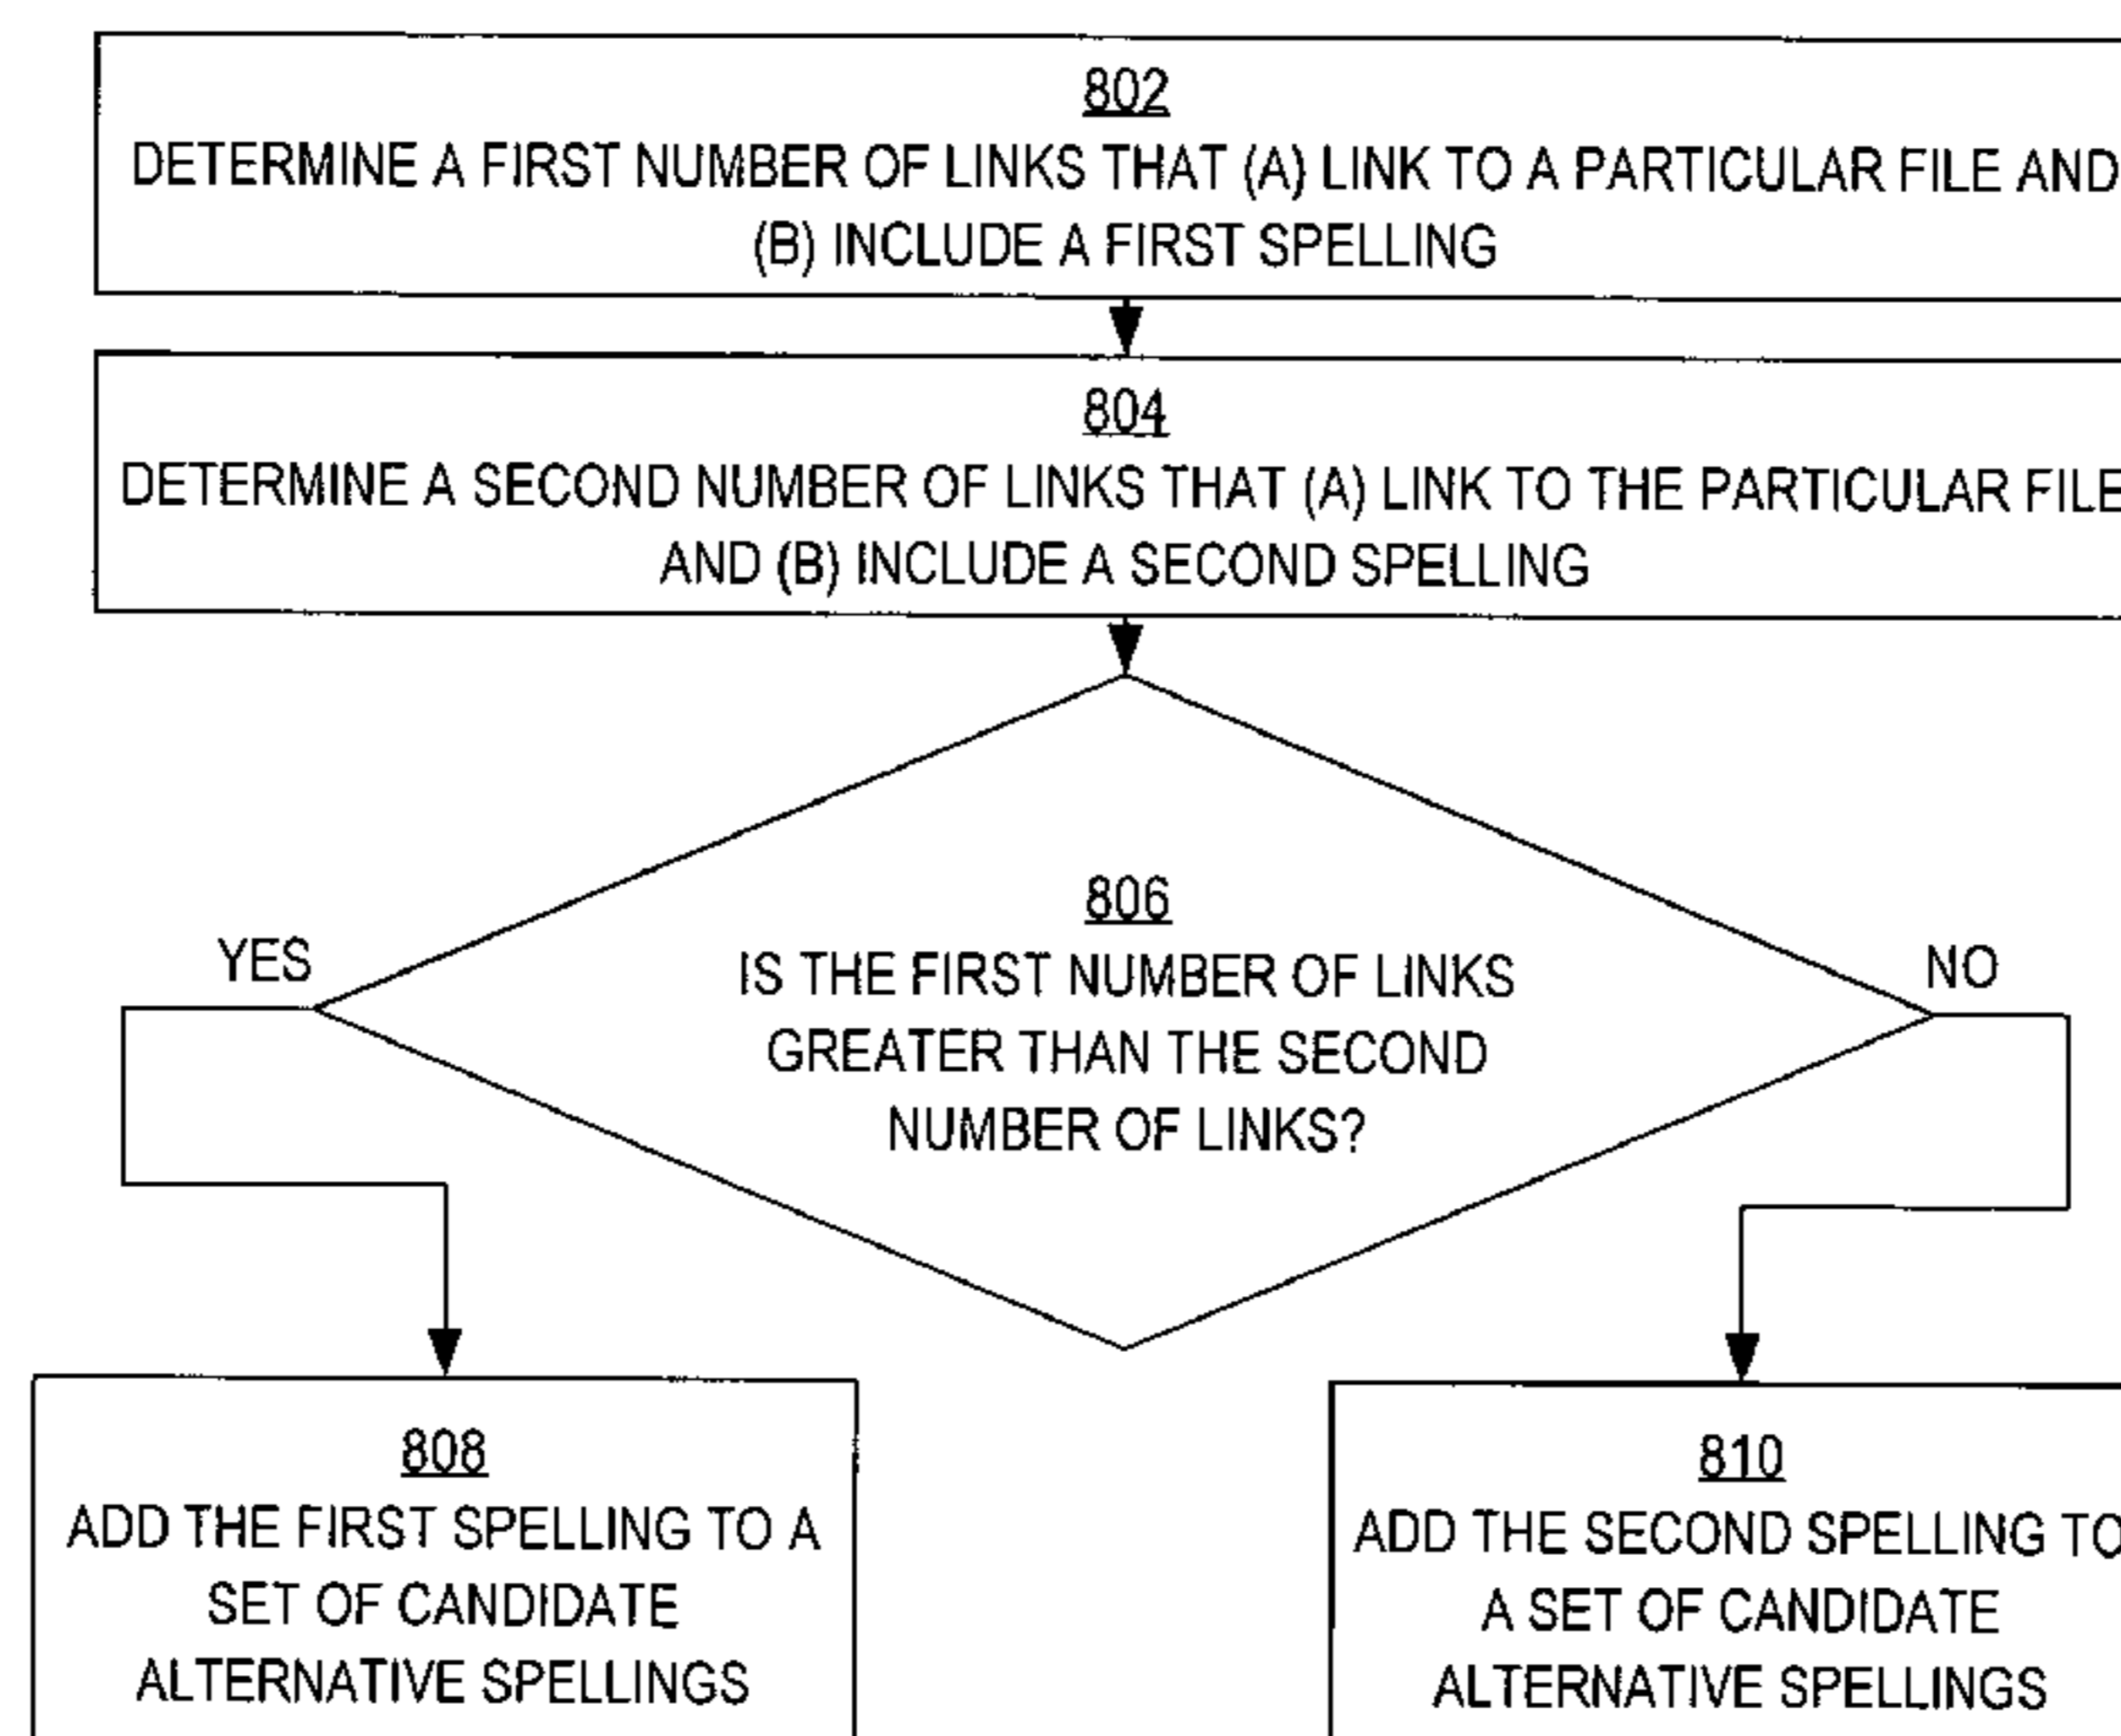 802
DETERMINE A FIRST NUMBER OF LINKS THAT (A) LINK TO A PARTICULAR FILE AND
(B) INCLUDE A FIRST SPELLING
804
DETERMINE A SECOND NUMBER OF LINKS THAT (A) LINK TO THE PARTICULAR FILE
AND (B) INCLUDE A SECOND SPELLING
806
IS THE FIRST NUMBER OF LINKS
GREATER THAN THE SECOND
NUMBER OF LINKS?
YES
NO
808
ADD THE FIRST SPELLING TO A
SET OF CANDIDATE
ALTERNATIVE SPELLINGS
810
ADD THE SECOND SPELLING TO
A SET OF CANDIDATE
ALTERNATIVE SPELLINGS